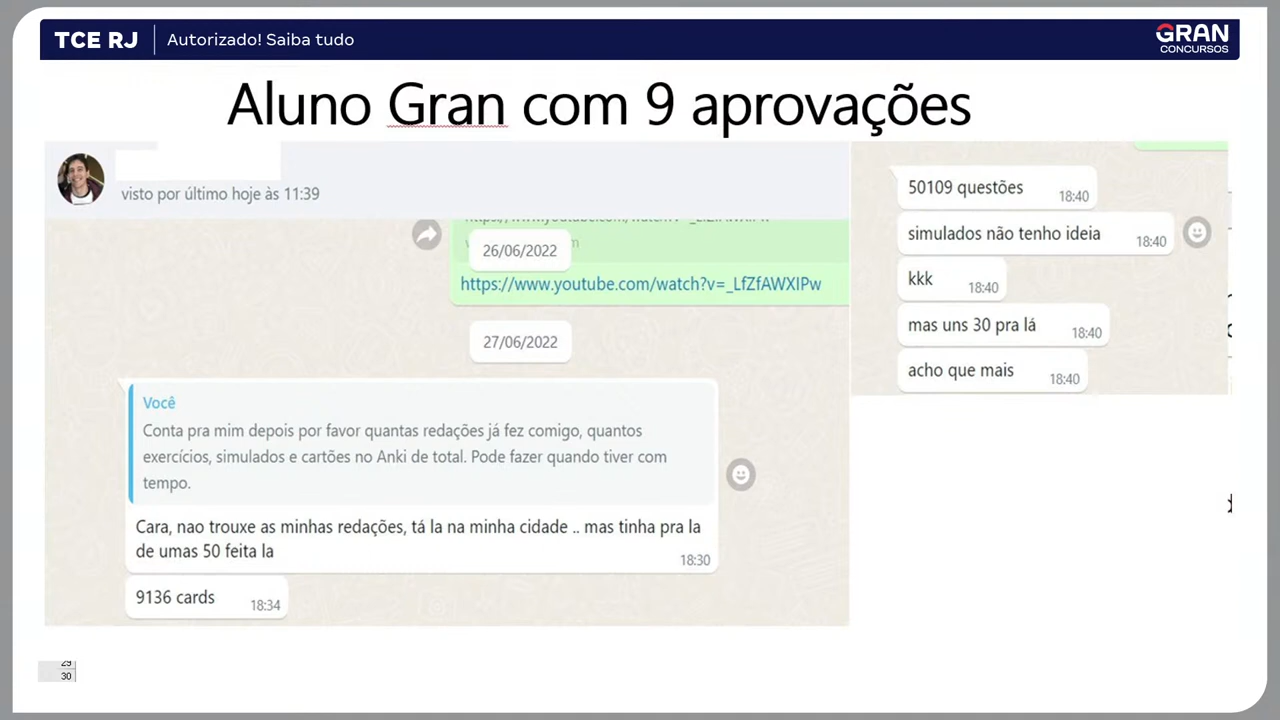 TCE RJ
Autorizado! Saiba tudo
GRAN
CONCURSOS
Aluno Gran com 9 aprovações
visto por último hoje às 11:39
26/06/2022
https://www.youtube.com/watch?v=_LfZfAWXIPw
27/06/2022
Você
Conta pra mim depois por favor quantas redações já fez comigo, quantos
exercícios, simulados e cartões no Anki de total. Pode fazer quando tiver com
tempo.
Cara, nao trouxe as minhas redações, tá la na minha cidade .. mas tinha pra la
de umas 50 feita la
18:30
9136 cards 18:34
50109 questões 18:40
simulados não tenho ideia 18:40
kkk 18:40
mas uns 30 pra lá 18:40
acho que mais 18:40
29
30